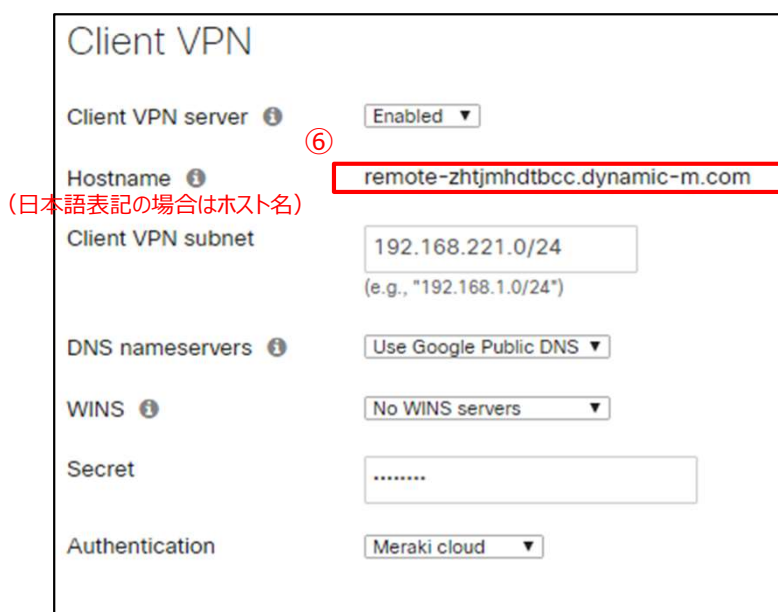 Client VPN
Client VPN server Enabled
⑥
Hostname remote-zhtjmhdtbcc.dynamic-m.com
（日本語表記の場合はホスト名）
Client VPN subnet 192.168.221.0/24
(e.g., "192.168.1.0/24")
DNS nameservers Use Google Public DNS
WINS No WINS servers
Secret ••••••••
Authentication Meraki cloud